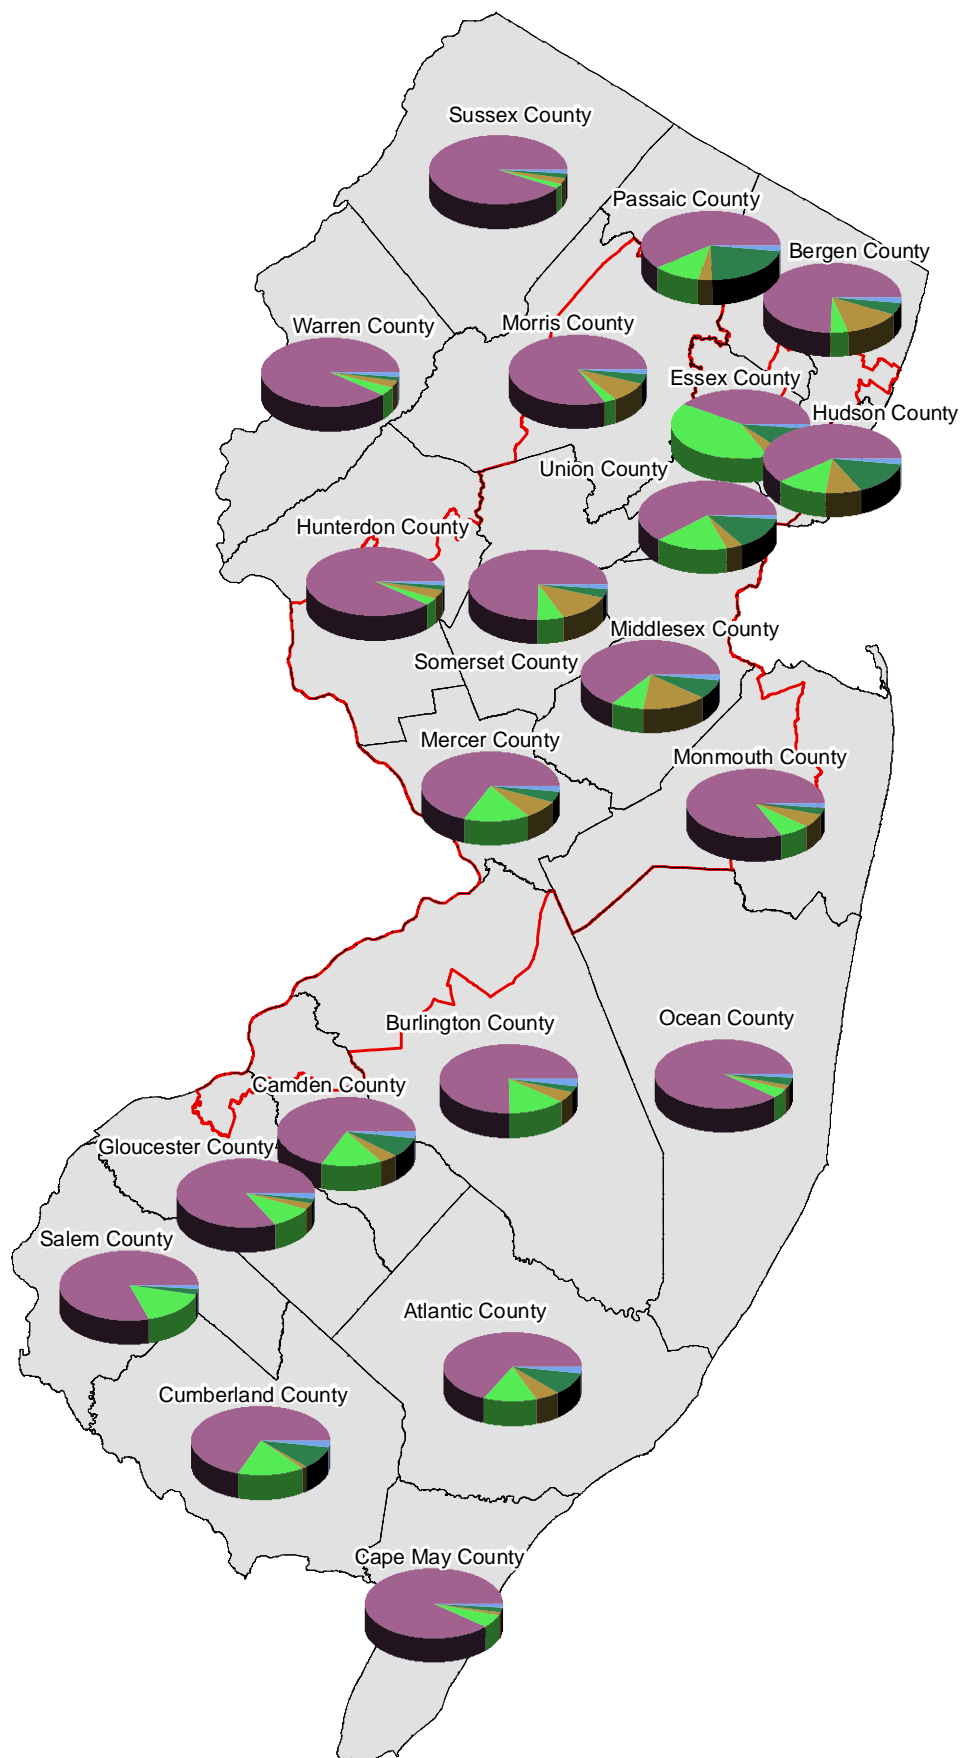 Sussex County
Passaic County
Bergen County
Warren County
Morris County
Essex County
Hudson County
Union County
Hunterdon County
Middlesex County
Somerset County
Mercer County
Monmouth County
Ocean County
Burlington County
Camden County
Gloucester County
Salem County
Atlantic County
Cumberland County
Cape May County